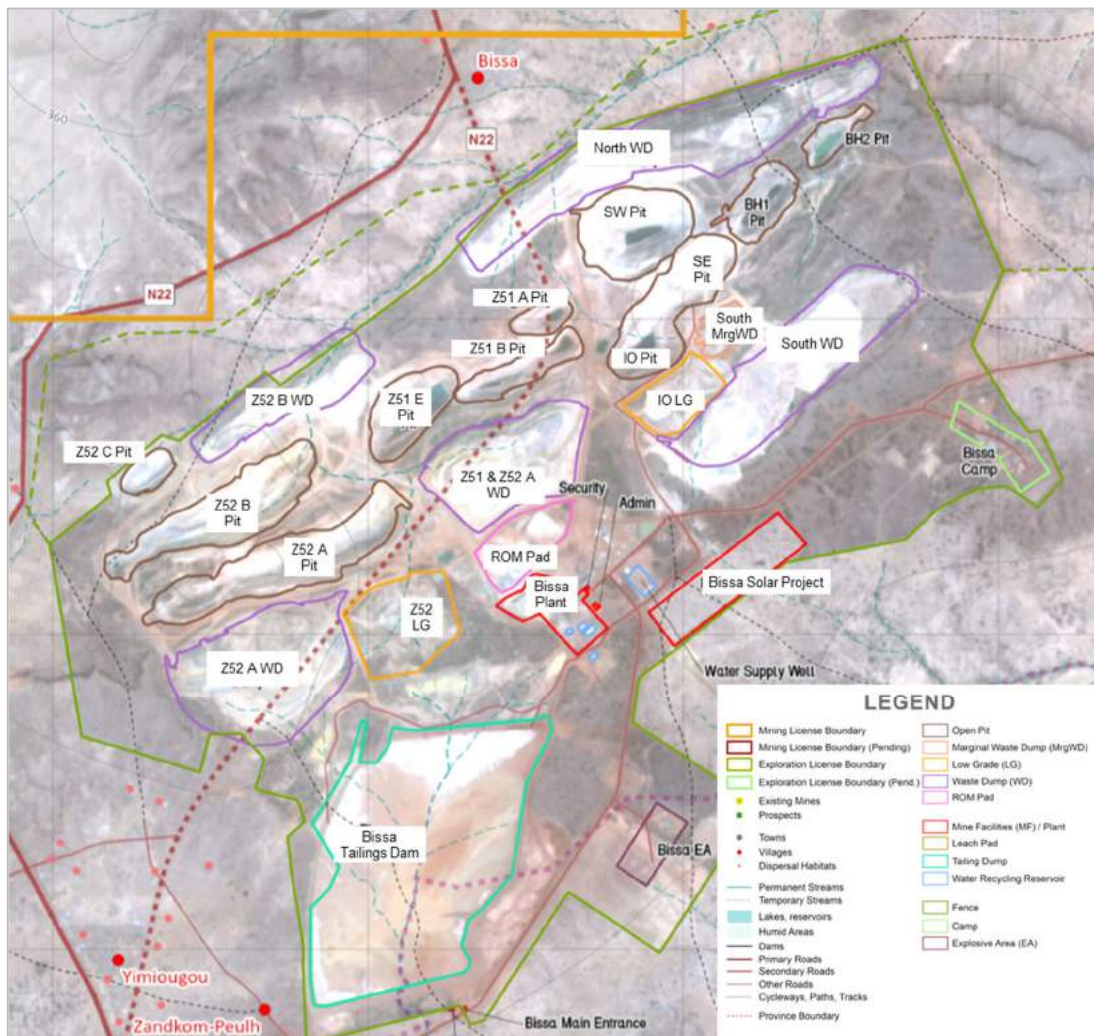 Bissa
360
N22
BH2 Pit
North WD
BH1
Pit
SW Pit
SE
Pit
N22
Z51 A Pit
South
MrgWD
South WD
Z51 B Pit
IO Pit
Z52 B WD
Z51 E
Pit
IO LG
Z52 C Pit
Bissa
Camp
Z51 & Z52 A
WD
Security
Admin
Z52 B
Pit
Z52 A
Pit
ROM Pad
Bissa
Plant
Bissa Solar Project
Z52
LG
Z52 A WD
Water Supply Well
Bissa
Tailings Dam
Bissa EA
Yimiougou
Zandkom-Peulh
Bissa Main Entrance
LEGEND
Mining License Boundary
Mining License Boundary (Pending)
Exploration License Boundary
Exploration License Boundary (Pend.)
Existing Mines
Prospects
Towns
Villages
Dispersal Habitats
Permanent Streams
Temporary Streams
Lakes, reservoirs
Humid Areas
Dams
Primary Roads
Secondary Roads
Other Roads
Cycleways, Paths, Tracks
Province Boundary
Open Pit
Marginal Waste Dump (MrgWD)
Low Grade (LG)
Waste Dump (WD)
ROM Pad
Mine Facilities (MF) / Plant
Leach Pad
Tailing Dump
Water Recycling Reservoir
Fence
Camp
Explosive Area (EA)